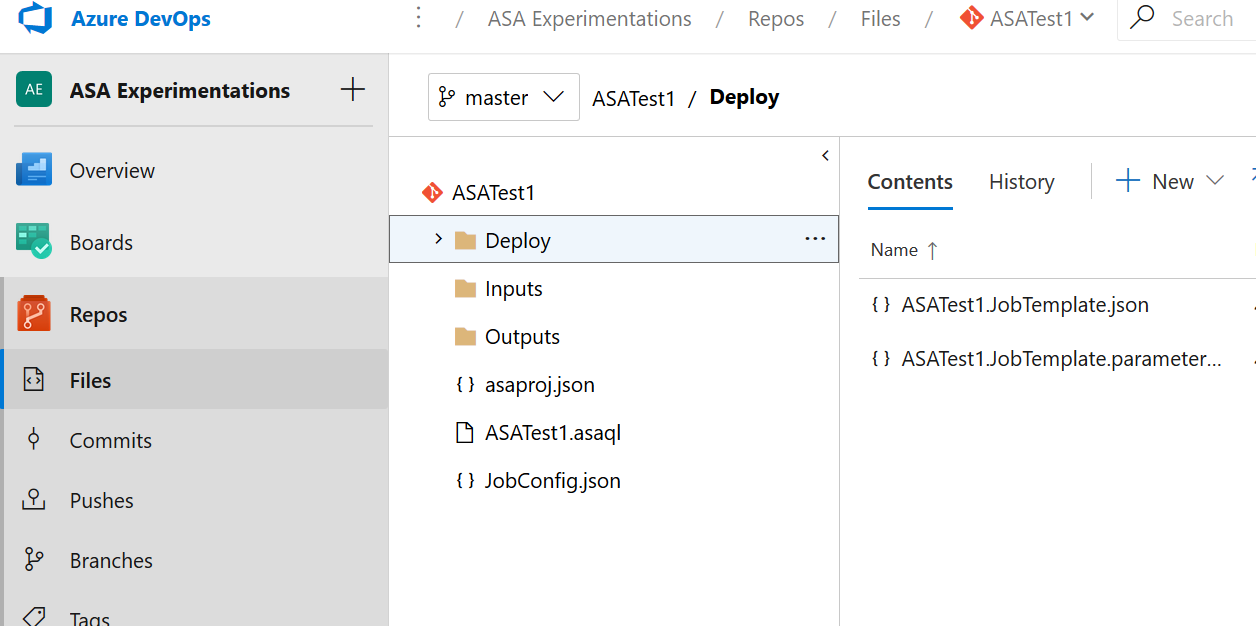 Azure DevOps
/ ASA Experimentations / Repos / Files / ASATest1
Search
AE ASA Experimentations
Overview
Boards
Repos
Files
Commits
Pushes
Branches
Tags
master
ASATest1 / Deploy
ASATest1
Deploy
Inputs
Outputs
{ } asaproj.json
ASATest1.asaql
{ } JobConfig.json
Contents History + New
Name ↑
{ } ASATest1.JobTemplate.json
{ } ASATest1.JobTemplate.parameter...